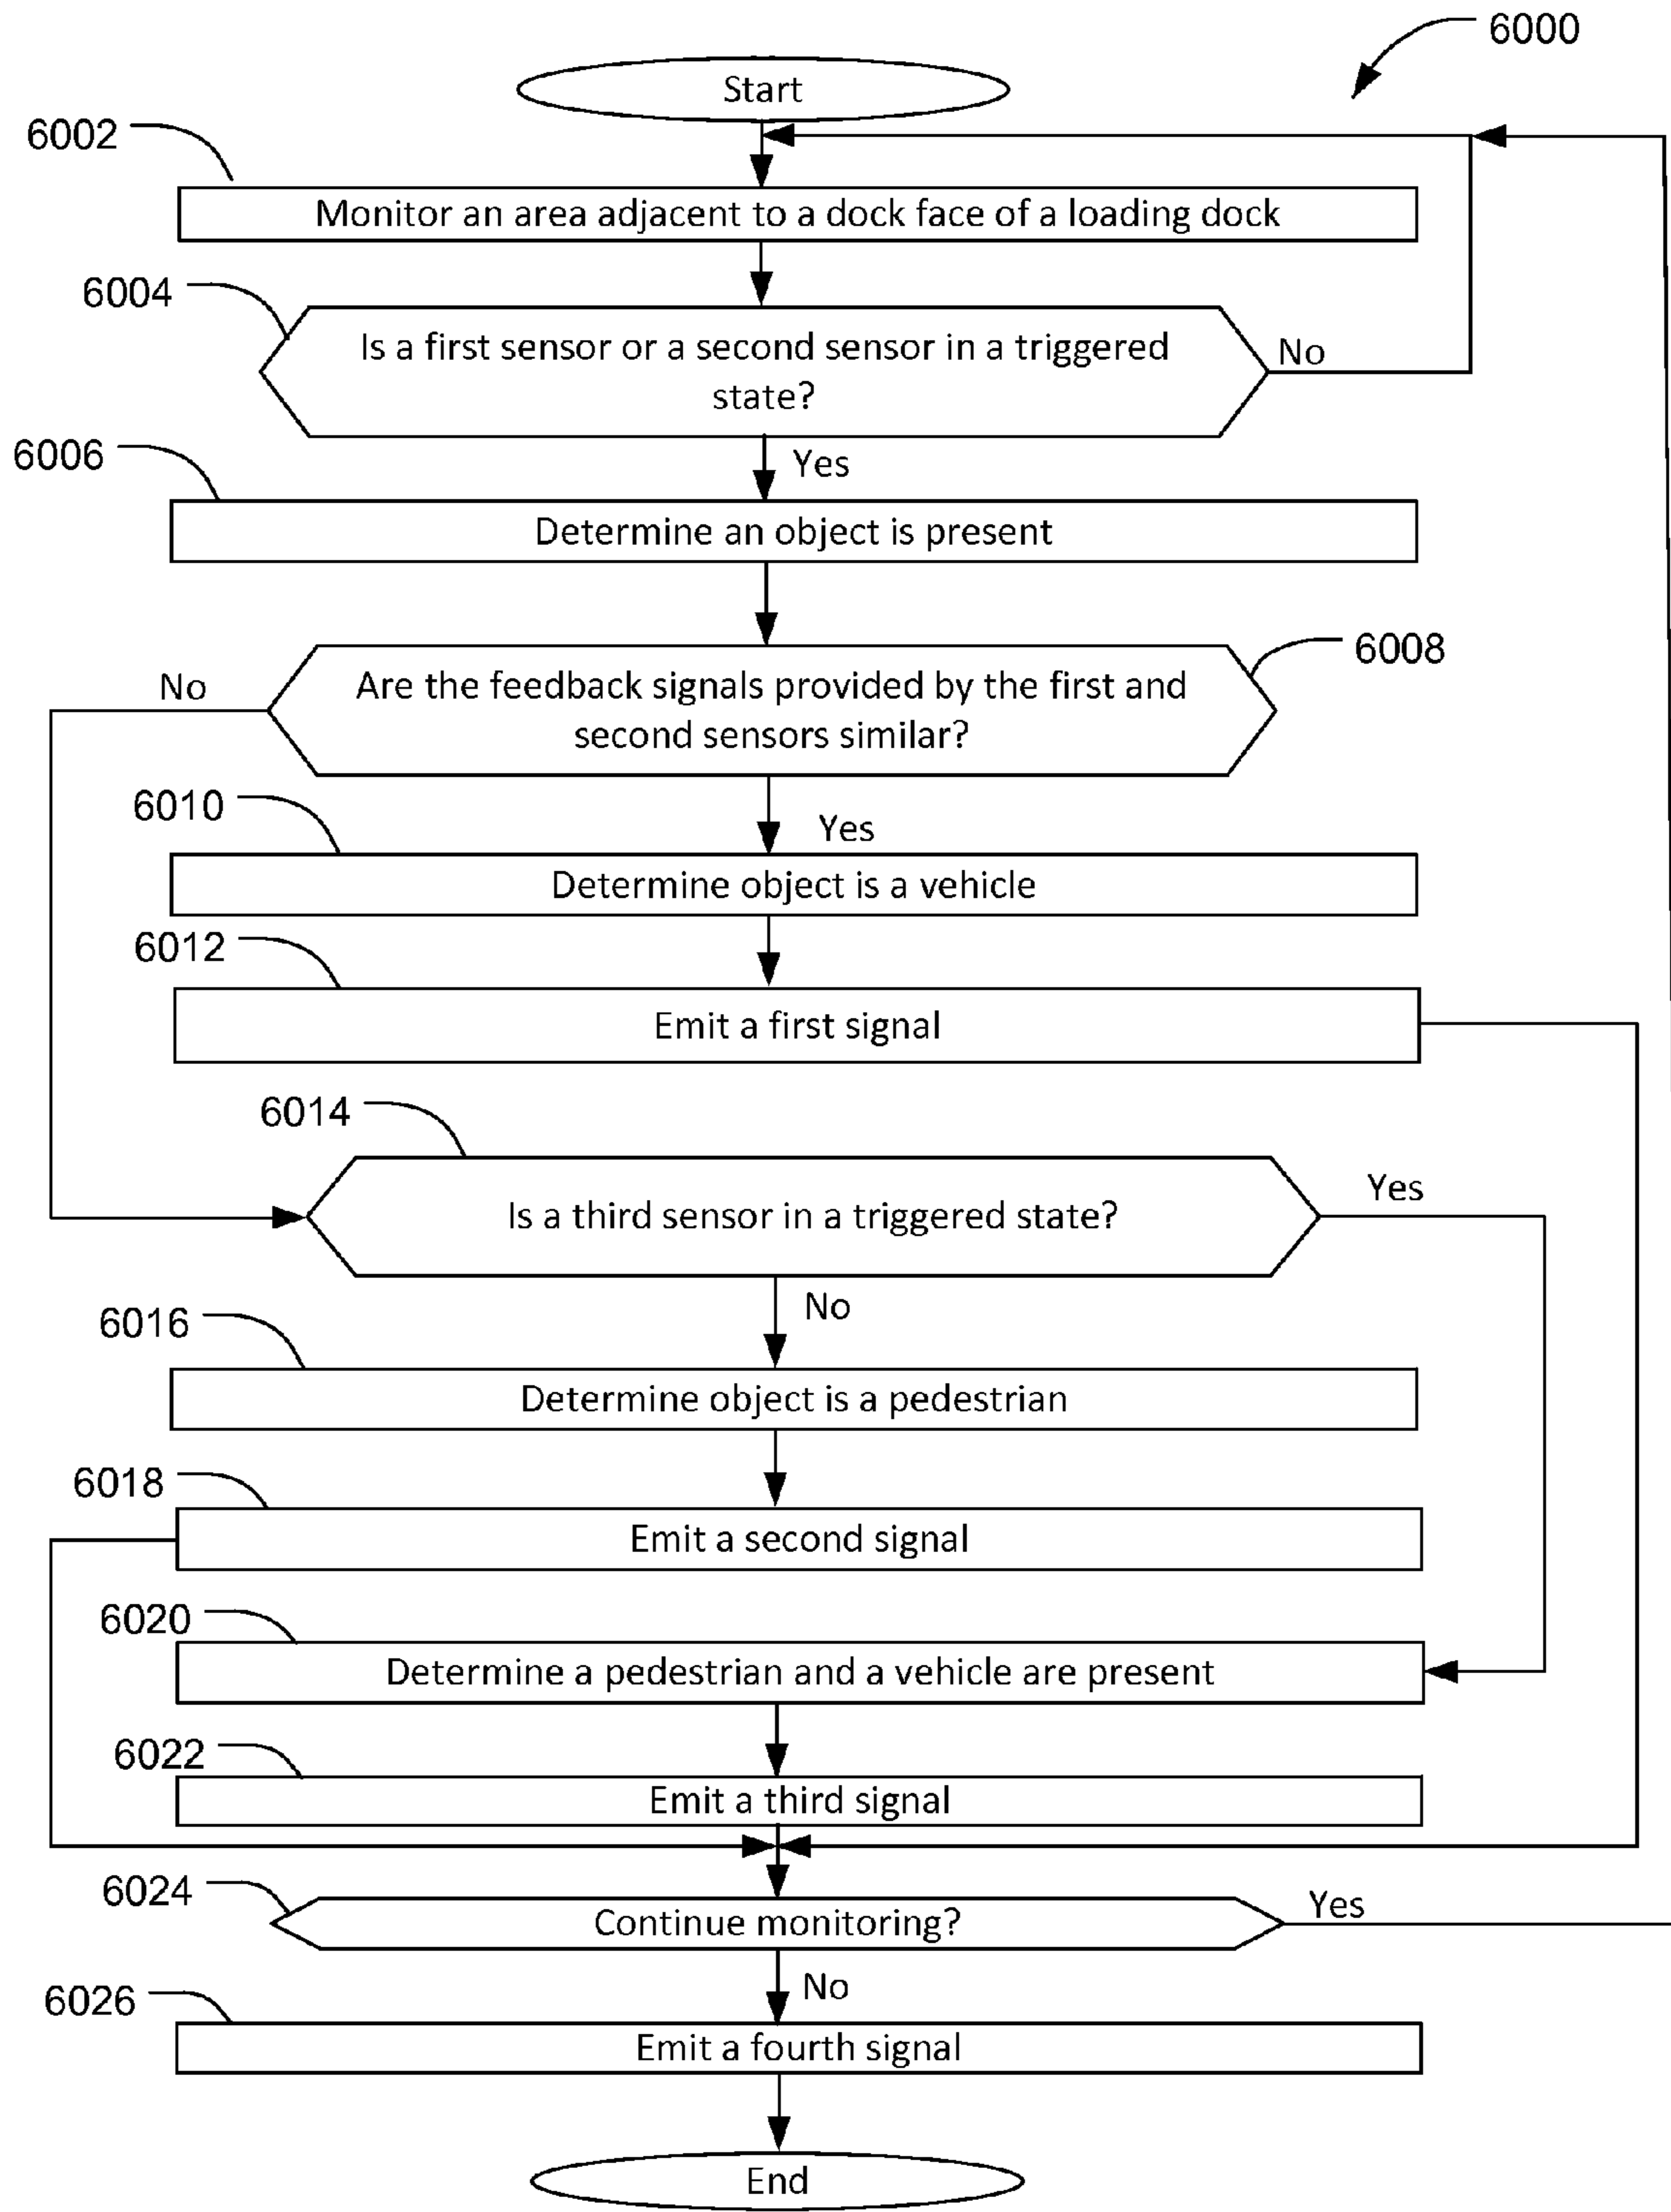 6000
Start
6002
Monitor an area adjacent to a dock face of a loading dock
6004
Is a first sensor or a second sensor in a triggered
state?
No
Yes
6006
Determine an object is present
6008
Are the feedback signals provided by the first and
second sensors similar?
No
Yes
6010
Determine object is a vehicle
6012
Emit a first signal
6014
Is a third sensor in a triggered state?
Yes
No
6016
Determine object is a pedestrian
6018
Emit a second signal
6020
Determine a pedestrian and a vehicle are present
6022
Emit a third signal
6024
Continue monitoring?
Yes
No
6026
Emit a fourth signal
End